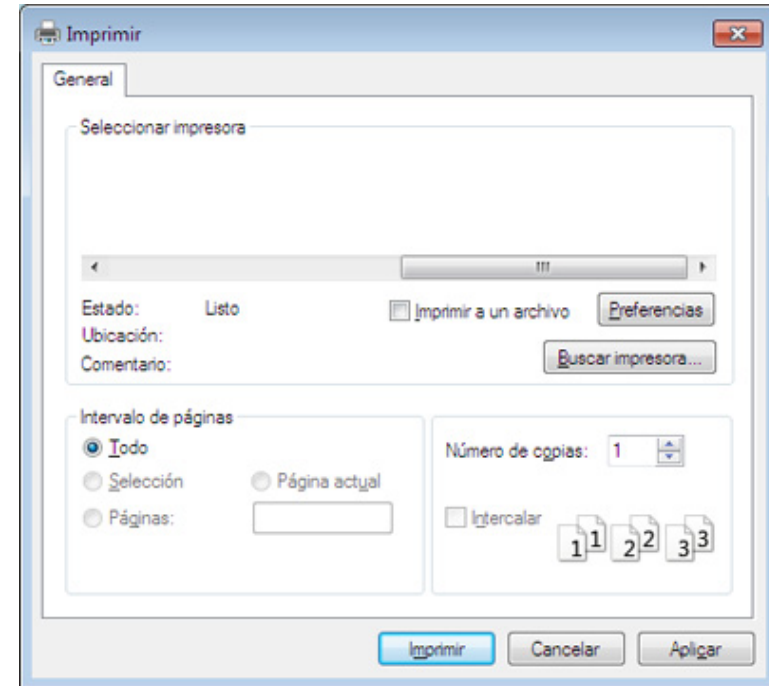 Imprimir
General
Seleccionar impresora
Estado: Listo
Imprimir a un archivo
Preferencias
Ubicación:
Comentario:
Buscar impresora...
Intervalo de páginas
Todo
Selección
Página actual
Páginas:
Número de copias: 1
Intercalar
1 1 2 2 3 3
Imprimir
Cancelar
Aplicar